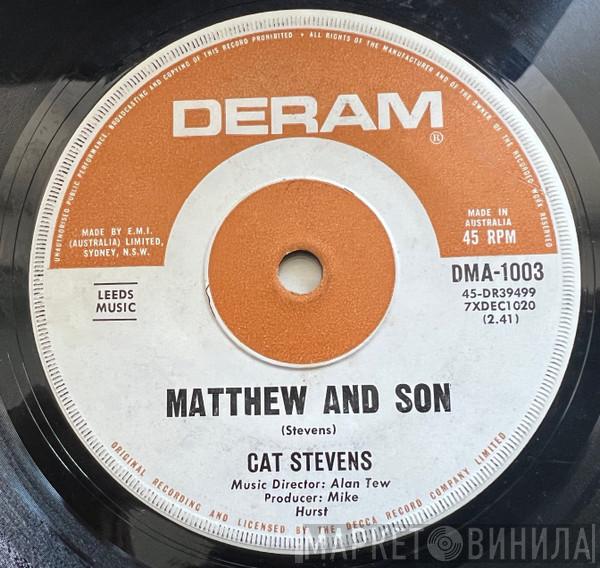 UNAUTHORISED PUBLIC PERFORMANCE, BROADCASTING AND COPYING OF THIS RECORD PROHIBITED • ALL RIGHTS OF THE MANUFACTURER AND OF THE OWNER OF THE RECORDED WORK RESERVED
DERAM
®
MADE BY E.M.I.
(AUSTRALIA) LIMITED,
SYDNEY, N.S.W.
MADE IN
AUSTRALIA
45 RPM
LEEDS
MUSIC
DMA-1003
45-DR39499
7XDEC1020
(2.41)
MATTHEW AND SON
(Stevens)
CAT STEVENS
Music Director: Alan Tew
Producer: Mike
Hurst
ORIGINAL RECORDING AND LICENSED BY THE DECCA RECORD COMPANY LIMITED
МАРКЕТ ВИНИЛА